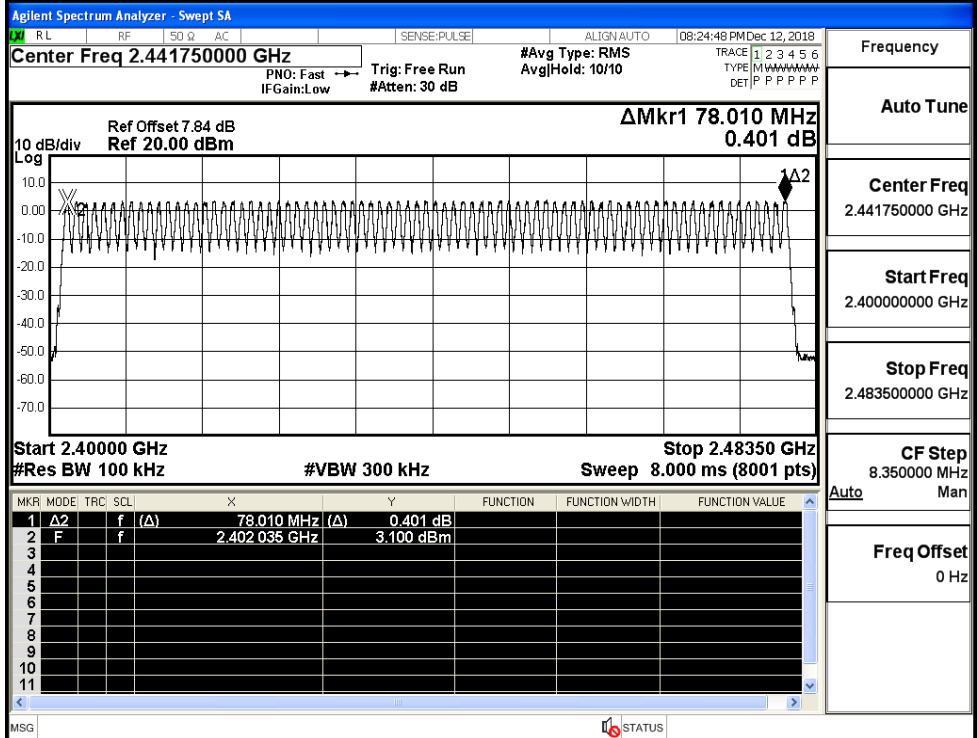 Agilent Spectrum Analyzer - Swept SA
LXI RL RF 50 Ω AC SENSE:PULSE ALIGN AUTO 08:24:48 PM Dec 12, 2018
Center Freq 2.441750000 GHz
PNO: Fast
IFGain:Low
Trig: Free Run
#Atten: 30 dB
#Avg Type: RMS
Avg|Hold: 10/10
TRACE 1 2 3 4 5 6
TYPE MWWWWW
DET P P P P P P
Ref Offset 7.84 dB
10 dB/div Ref 20.00 dBm
Log
ΔMkr1 78.010 MHz
0.401 dB
10.0
0.00
-10.0
-20.0
-30.0
-40.0
-50.0
-60.0
-70.0
2
1Δ2
Start 2.40000 GHz Stop 2.48350 GHz
#Res BW 100 kHz #VBW 300 kHz Sweep 8.000 ms (8001 pts)
MKR MODE TRC SCL X Y FUNCTION FUNCTION WIDTH FUNCTION VALUE
1 Δ2 f (Δ) 78.010 MHz (Δ) 0.401 dB
2 F f 2.402 035 GHz 3.100 dBm
3
4
5
6
7
8
9
10
11
MSG STATUS
Frequency
Auto Tune
Center Freq
2.441750000 GHz
Start Freq
2.400000000 GHz
Stop Freq
2.483500000 GHz
CF Step
8.350000 MHz
Auto Man
Freq Offset
0 Hz